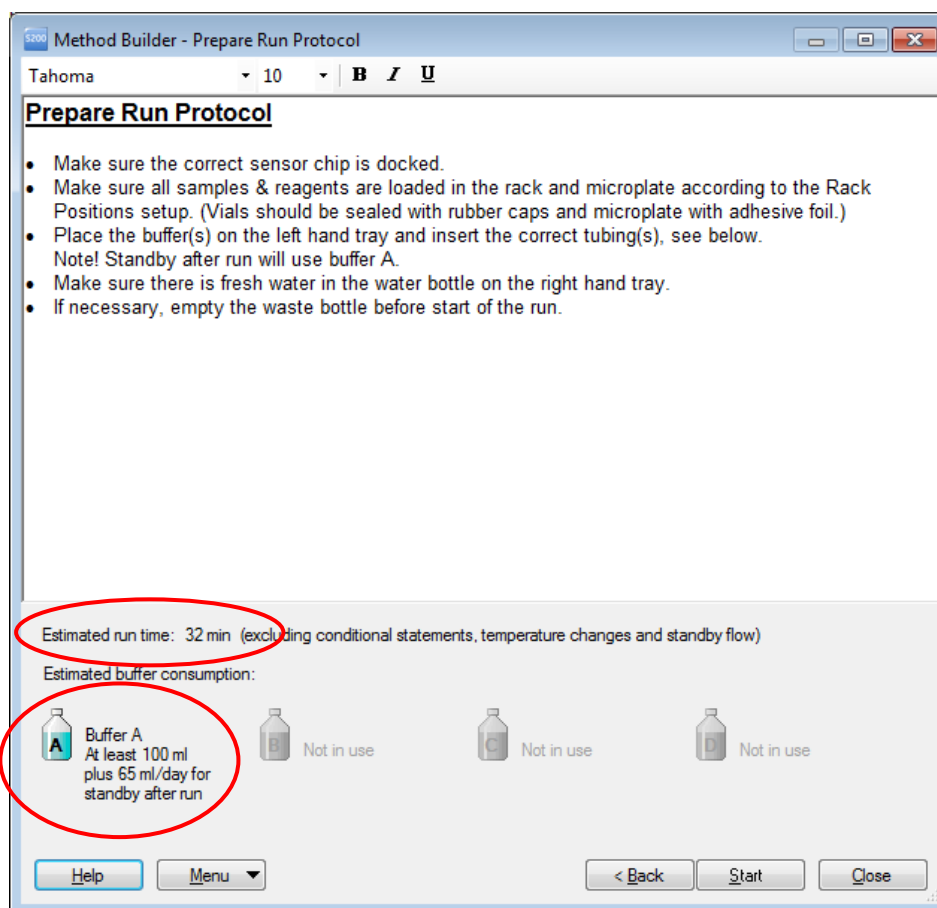 S200 Method Builder - Prepare Run Protocol
Tahoma 10 B I U
Prepare Run Protocol
• Make sure the correct sensor chip is docked.
• Make sure all samples & reagents are loaded in the rack and microplate according to the Rack
Positions setup. (Vials should be sealed with rubber caps and microplate with adhesive foil.)
• Place the buffer(s) on the left hand tray and insert the correct tubing(s), see below.
Note! Standby after run will use buffer A.
• Make sure there is fresh water in the water bottle on the right hand tray.
• If necessary, empty the waste bottle before start of the run.
Estimated run time: 32 min (excluding conditional statements, temperature changes and standby flow)
Estimated buffer consumption:
A
Buffer A
At least 100 ml
plus 65 ml/day for
standby after run
B Not in use
C Not in use
D Not in use
Help Menu < Back Start Close